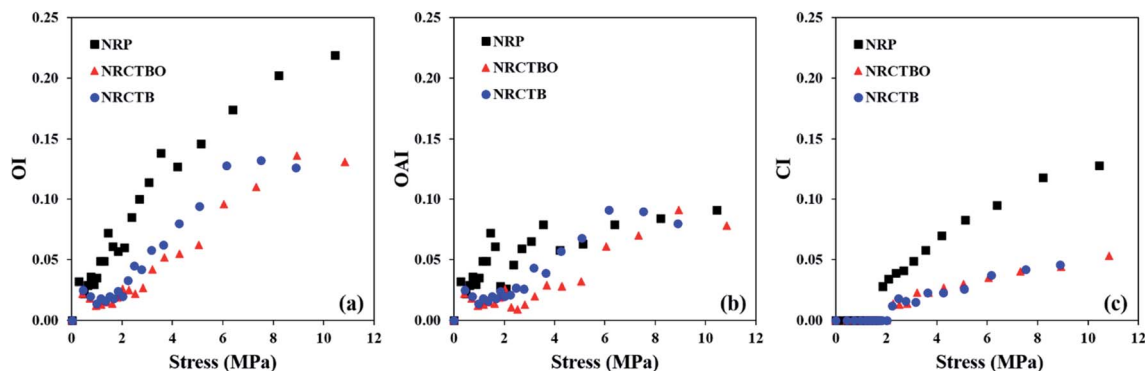 0.25
0.20
0.15
0.10
0.05
0.00
OI
NRP
NRCTBO
NRCTB
(a)
0 2 4 6 8 10 12
Stress (MPa)
0.25
0.20
0.15
0.10
0.05
0.00
OAI
NRP
NRCTBO
NRCTB
(b)
0 2 4 6 8 10 12
Stress (MPa)
0.25
0.20
0.15
0.10
0.05
0.00
CI
NRP
NRCTBO
NRCTB
(c)
0 2 4 6 8 10 12
Stress (MPa)